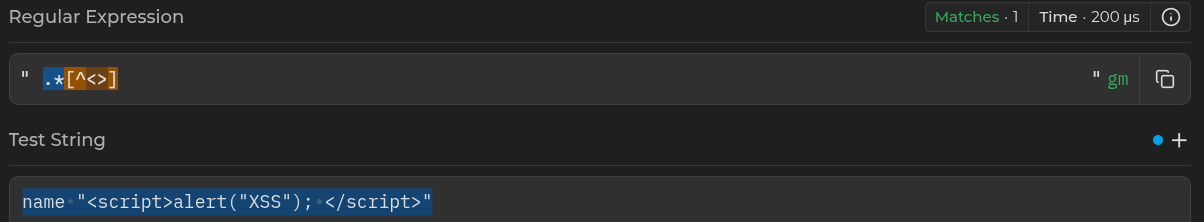 Regular Expression Matches · 1 Time · 200 µs
" .*[^<>] " gm
Test String
name·"<script>alert("XSS");·</script>"